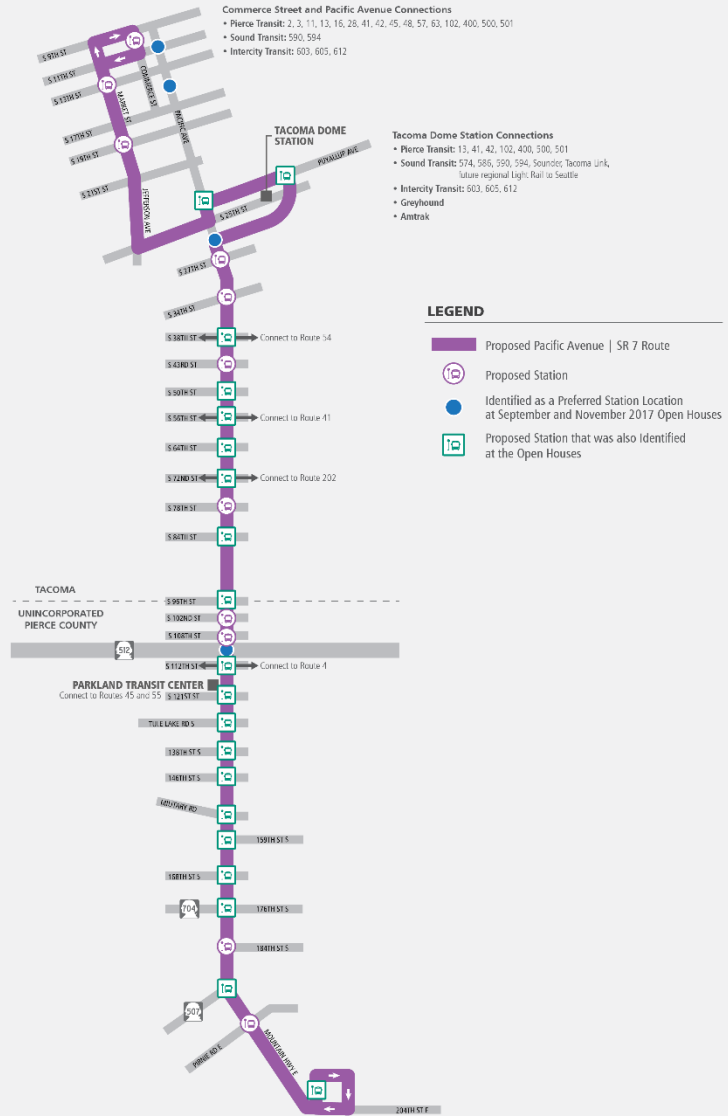 Commerce Street and Pacific Avenue Connections
• Pierce Transit: 2, 3, 11, 13, 16, 28, 41, 42, 45, 48, 57, 63, 102, 400, 500, 501
• Sound Transit: 590, 594
• Intercity Transit: 603, 605, 612
S 9TH ST
S 11TH ST
S 13TH ST
COMMERCE ST
MARKET ST
PACIFIC AVE
S 17TH ST
S 19TH ST
S 21ST ST
JEFFERSON AVE
TACOMA DOME
STATION
PUYALLUP AVE
S 25TH ST
Tacoma Dome Station Connections
• Pierce Transit: 13, 41, 42, 102, 400, 500, 501
• Sound Transit: 574, 586, 590, 594, Sounder, Tacoma Link,
future regional Light Rail to Seattle
• Intercity Transit: 603, 605, 612
• Greyhound
• Amtrak
S 27TH ST
S 34TH ST
S 38TH ST
Connect to Route 54
S 43RD ST
S 50TH ST
S 56TH ST
Connect to Route 41
S 64TH ST
S 72ND ST
Connect to Route 202
S 78TH ST
S 84TH ST
LEGEND
Proposed Pacific Avenue | SR 7 Route
Proposed Station
Identified as a Preferred Station Location
at September and November 2017 Open Houses
Proposed Station that was also Identified
at the Open Houses
TACOMA
S 96TH ST
UNINCORPORATED
PIERCE COUNTY
S 102ND ST
S 108TH ST
512
S 112TH ST
Connect to Route 4
PARKLAND TRANSIT CENTER
Connect to Routes 45 and 55
S 121ST ST
TULE LAKE RD S
138TH ST S
146TH ST S
MILITARY RD
159TH ST S
168TH ST S
704
176TH ST S
184TH ST S
507
PIRNIE RD E
MOUNTAIN HWY E
204TH ST E